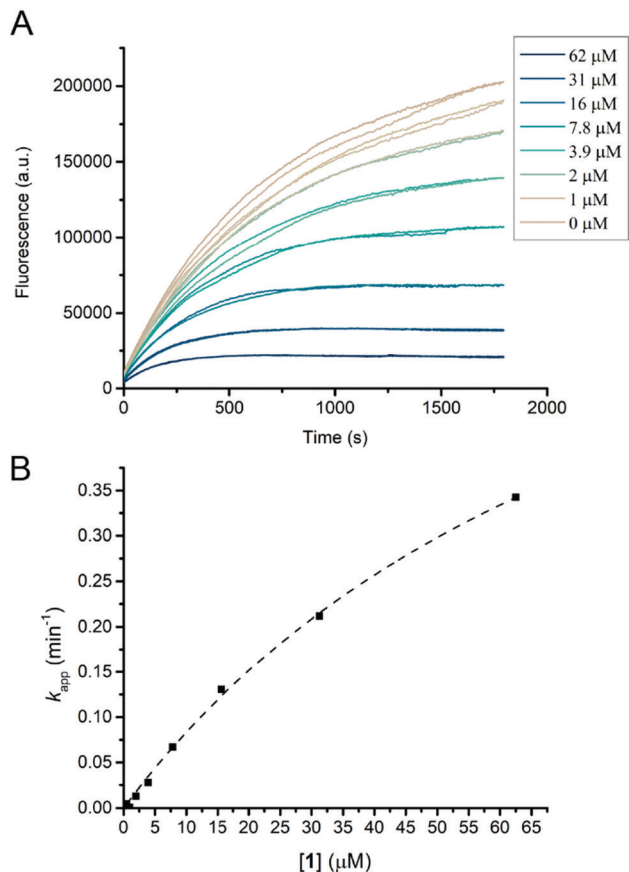 A
62 μM
31 μM
16 μM
7.8 μM
3.9 μM
2 μM
1 μM
0 μM
200000
150000
100000
50000
0
Fluorescence (a.u.)
0 500 1000 1500 2000
Time (s)
B
0.35
0.30
0.25
0.20
0.15
0.10
0.05
0.00
k_app (min⁻¹)
0 5 10 15 20 25 30 35 40 45 50 55 60 65
[1] (μM)